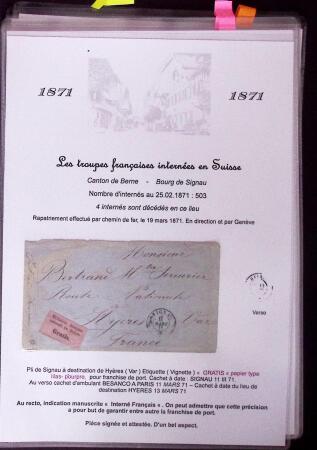 1871
1871
Les troupes françaises internées en Suisse
Canton de Berne - Bourg de Signau
Nombre d'internés au 25.02.1871 : 503
4 internés sont décédés en ce lieu
Rapatriement effectué par chemin de fer, le 19 mars 1871. En direction et par Genève
Monsieur
Bertrand
Route Nationale
Hyères Var
France
Gratis.
Verso
Pli de Signau à destination de Hyères ( Var ) Etiquette ( Vignette ) « GRATIS » papier type
lilas- pourpre, pour franchise de port. Cachet à date : SIGNAU 11 III 71.
Au verso cachet d'ambulant BESANCO A PARIS 11 MARS 71 – Cachet à date du lieu de
destination HYERES 13 MARS 71
Au recto, indication manuscrite « Interné Français ». On peut admettre que cette précision
a pour but de garantir entre autre la franchise de port.
Pièce signée et attestée. D'un bel aspect.